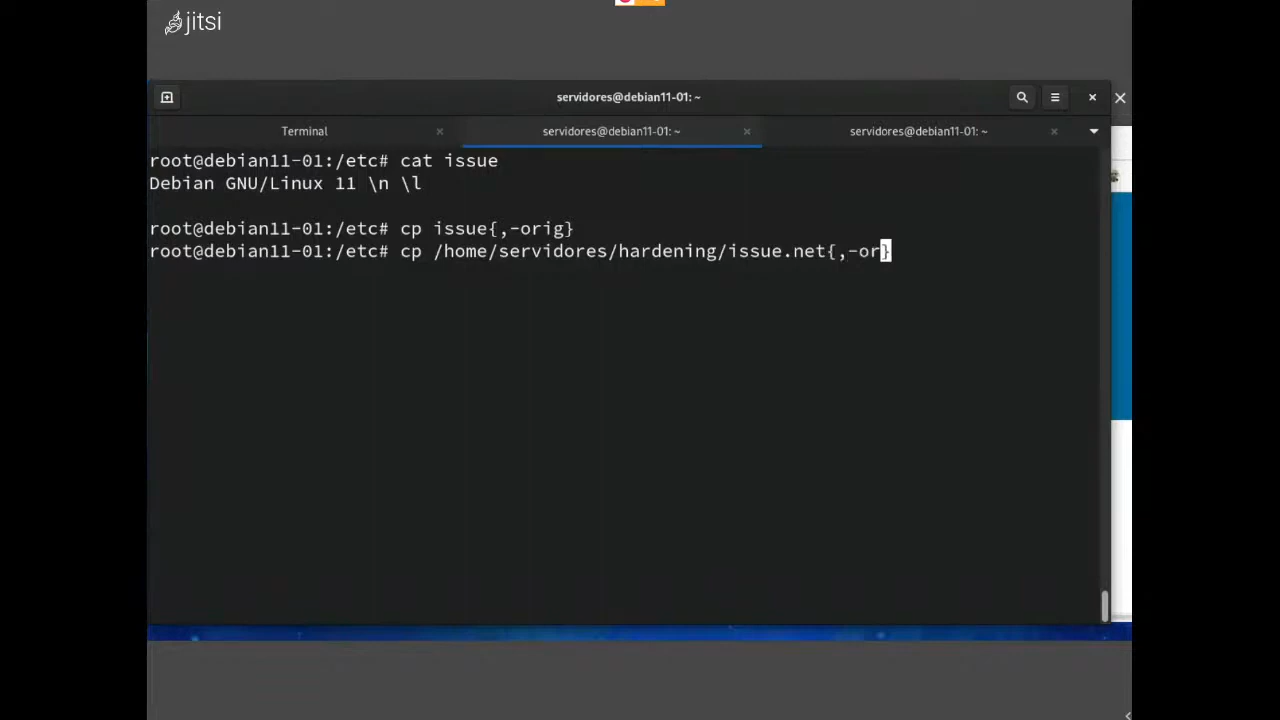 jitsi
servidores@debian11-01: ~
Terminal
servidores@debian11-01: ~
servidores@debian11-01: ~
root@debian11-01:/etc# cat issue
Debian GNU/Linux 11 \n \l
root@debian11-01:/etc# cp issue{,-orig}
root@debian11-01:/etc# cp /home/servidores/hardening/issue.net{,-or}